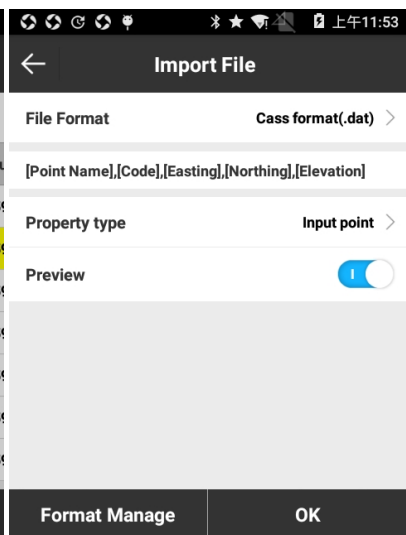 上午11:53
Import File
File Format Cass format(.dat)
[Point Name],[Code],[Easting],[Northing],[Elevation]
Property type Input point
Preview
Format Manage OK